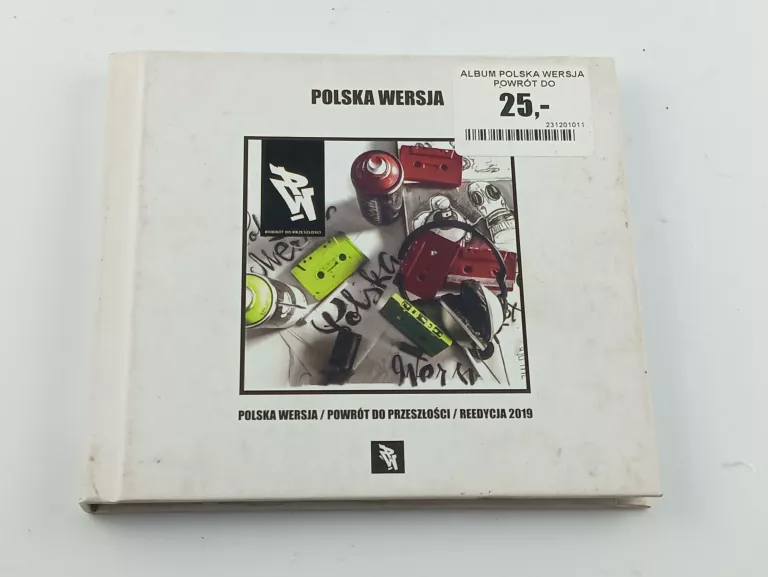 POLSKA WERSJA
ALBUM POLSKA WERSJA
POWRÓT DO
25,-
231201011
POWRÓT DO PRZESZŁOŚCI
Polska
Wers
POLSKA WERSJA / POWRÓT DO PRZESZŁOŚCI / REEDYCJA 2019